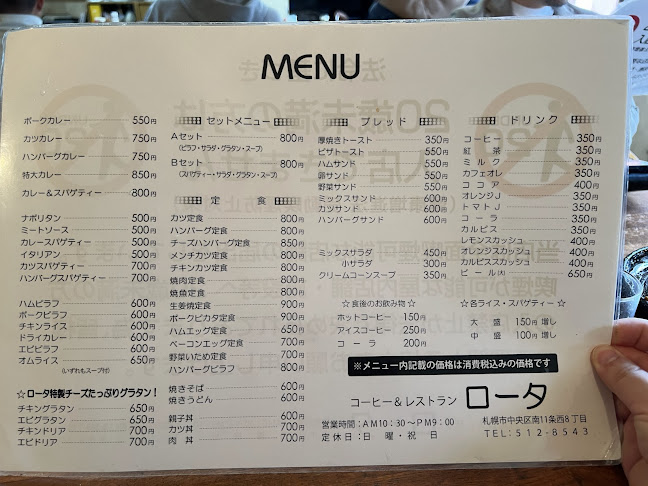 MENU
ポークカレー 550円
カツカレー 750円
ハンバーグカレー 750円
特大カレー 850円
カレー＆スパゲティー 800円
ナポリタン 500円
ミートソース 500円
カレースパゲティー 500円
イタリアン 500円
カツスパゲティー 700円
ハンバーグスパゲティー 700円
ハムピラフ 600円
ポークピラフ 600円
チキンライス 600円
ドライカレー 600円
エビピラフ 600円
オムライス 650円
(いずれもスープ付)
☆ロータ特製チーズたっぷりグラタン！
チキングラタン 650円
エビグラタン 650円
チキンドリア 700円
エビドリア 700円
セットメニュー
Aセット 800円
(ピラフ・サラダ・グラタン・スープ)
Bセット 800円
(スパゲティー・サラダ・グラタン・スープ)
定食
カツ定食 800円
ハンバーグ定食 800円
チーズハンバーグ定食 850円
メンチカツ定食 800円
チキンカツ定食 800円
焼肉定食 800円
焼魚定食 800円
生姜焼定食 900円
ポークピカタ定食 900円
ハムエッグ定食 650円
ベーコンエッグ定食 700円
野菜いため定食 700円
ハンバーグピラフ 800円
焼きそば 600円
焼きうどん 600円
親子丼 600円
カツ丼 700円
肉丼 700円
ブレッド
厚焼きトースト 350円
ピザトースト 550円
ハムサンド 550円
卵サンド 550円
野菜サンド 550円
ミックスサンド 600円
カツサンド 600円
ハンバーグサンド 600円
ミックスサラダ 450円
小サラダ 300円
クリームコーンスープ 350円
☆食後のお飲み物☆
ホットコーヒー 150円
アイスコーヒー 250円
コーラ 200円
ドリンク
コーヒー 350円
紅茶 350円
ミルク 350円
カフェオレ 350円
ココア 400円
オレンジJ 350円
トマトJ 350円
コーラ 350円
カルピス 350円
レモンスカッシュ 400円
オレンジスカッシュ 400円
カルピススカッシュ 400円
ビール(大) 650円
☆各ライス・スパゲティー☆
大盛 150円増し
中盛 100円増し
※メニュー内記載の価格は消費税込みの価格です
コーヒー＆レストラン ロータ
営業時間：AM10：30〜PM9：00
定休日：日曜・祝日
札幌市中央区南11条西8丁目
TEL：512-8543